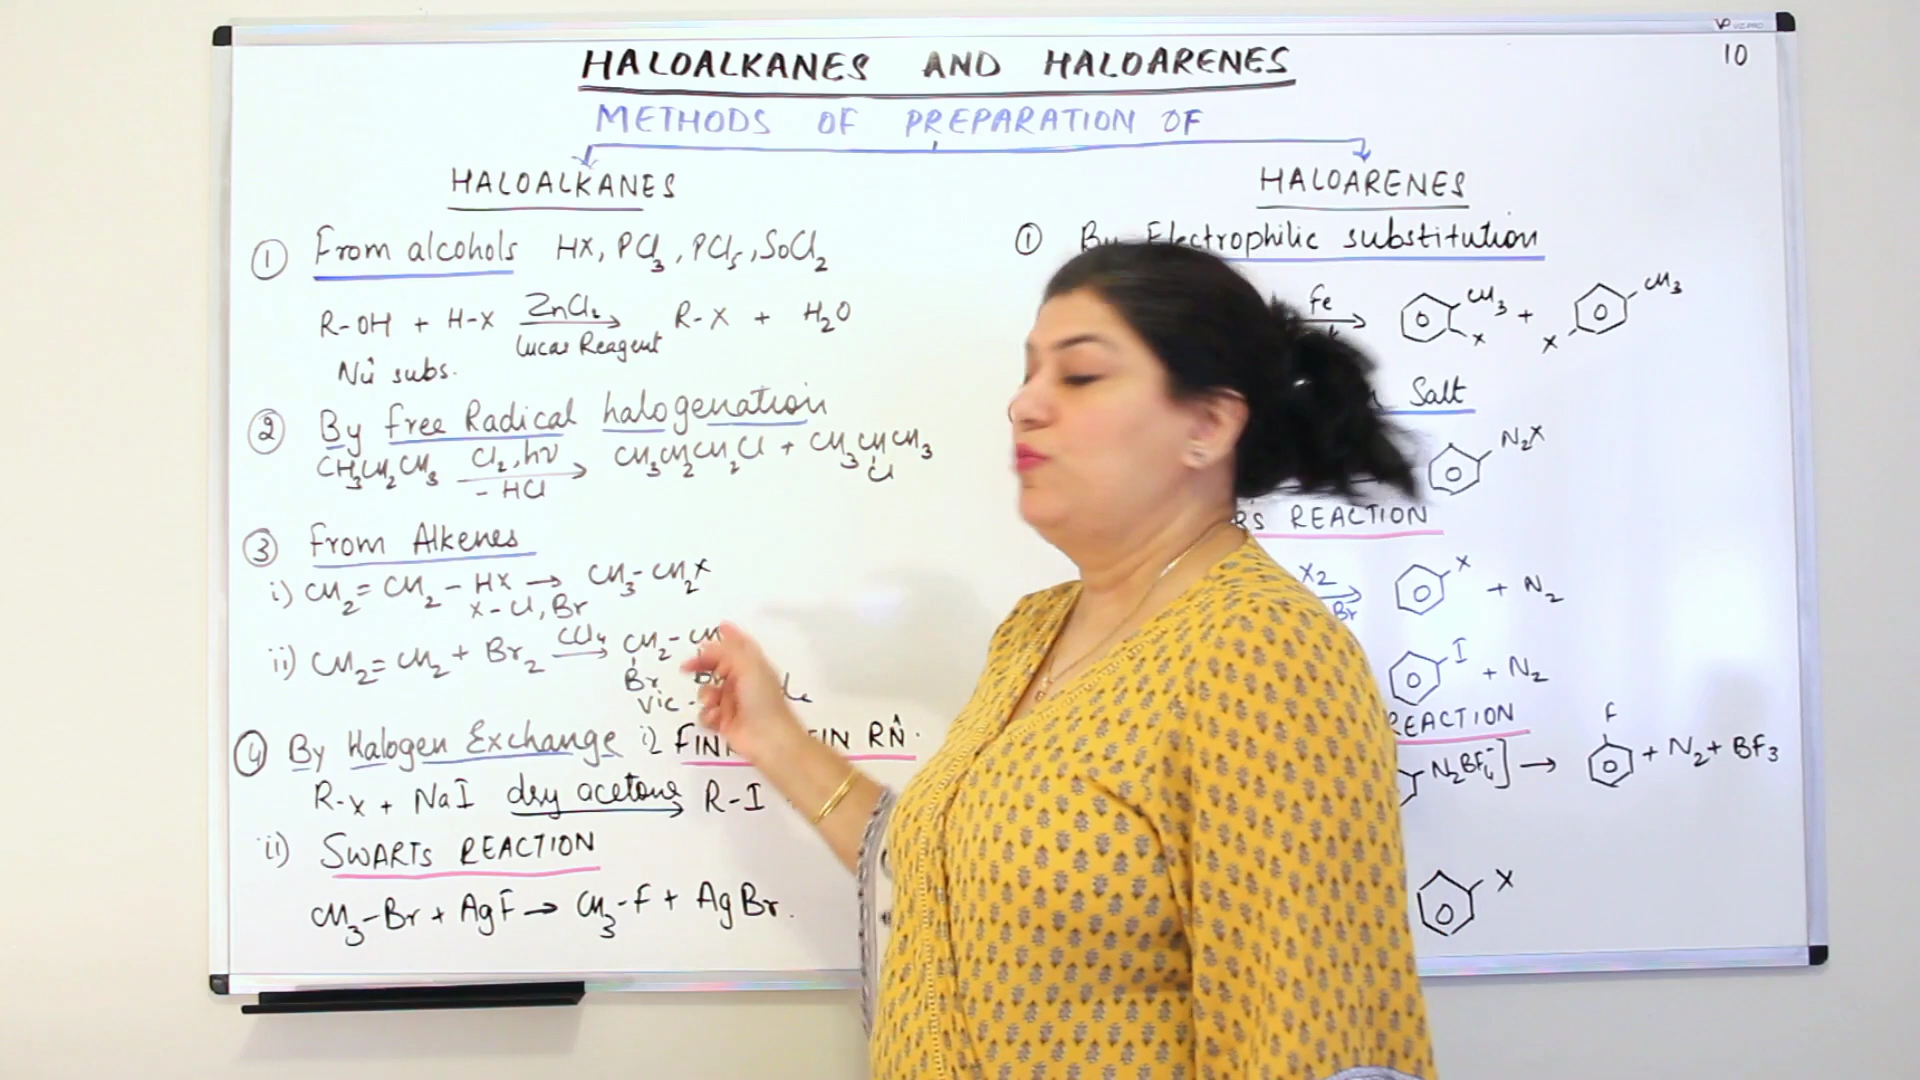 VP
10
HALOALKANES AND HALOARENES
METHODS OF PREPARATION OF
HALOALKANES
① From alcohols HX, PCl3, PCl5, SoCl2
R-OH + H-X ZnCl2 → R-X + H2O
Lucas Reagent
Nu subs.
② By free Radical halogenation
CH3CH2CH3 Cl2, hν → CH3CH2CH2Cl + CH3CHCH3
- HCl
Cl
③ From Alkenes
i) CH2=CH2 - HX → CH3-CH2X
X-Cl, Br
ii) CH2=CH2 + Br2 CCl4 → CH2-CH
Br Br
Vic -
④ By Halogen Exchange i) RN.
R-X + NaI dry acetone → R-I
ii) SWARTS REACTION
CH3-Br + AgF → CH3-F + AgBr.
HALOARENES
① By Electrophilic substitution
Fe → CH3 + CH3
X X
Salt
N2X
REACTION
X2 → X + N2
Br
I + N2
REACTION
F
N2BF4-] → + N2 + BF3
X